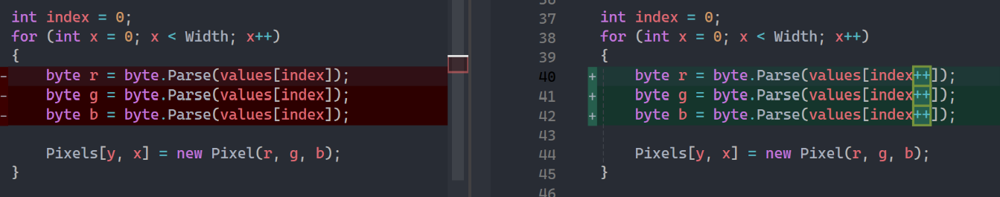 int index = 0;
for (int x = 0; x < Width; x++)
{
-    byte r = byte.Parse(values[index]);
-    byte g = byte.Parse(values[index]);
-    byte b = byte.Parse(values[index]);
    Pixels[y, x] = new Pixel(r, g, b);
}
36
37 int index = 0;
38 for (int x = 0; x < Width; x++)
39 {
40 +    byte r = byte.Parse(values[index++]);
41 +    byte g = byte.Parse(values[index++]);
42 +    byte b = byte.Parse(values[index++]);
43
44     Pixels[y, x] = new Pixel(r, g, b);
45 }
46